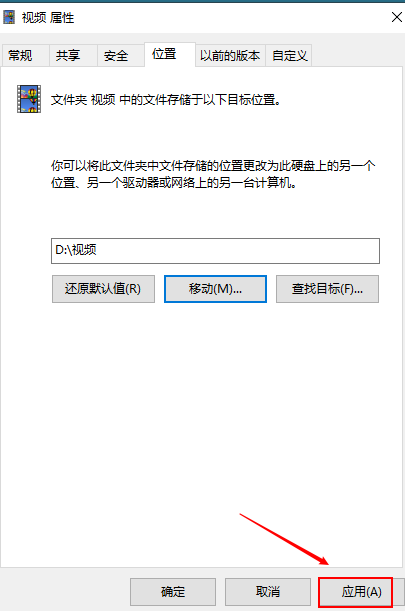 视频 属性
常规 共享 安全 位置 以前的版本 自定义
文件夹 视频 中的文件存储于以下目标位置。
你可以将此文件夹中文件存储的位置更改为此硬盘上的另一个
位置、另一个驱动器或网络上的另一台计算机。
D:\视频
还原默认值(R) 移动(M)... 查找目标(F)...
确定 取消 应用(A)